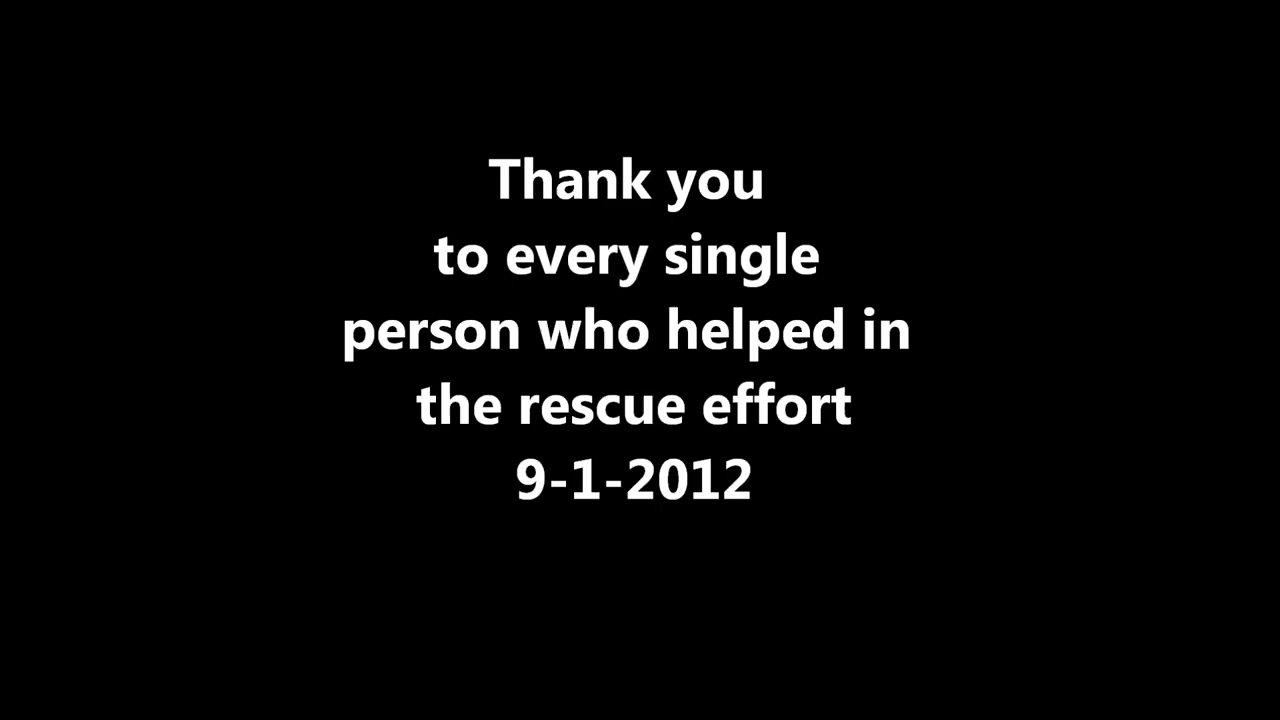 Thank you
to every single
person who helped in
the rescue effort
9-1-2012